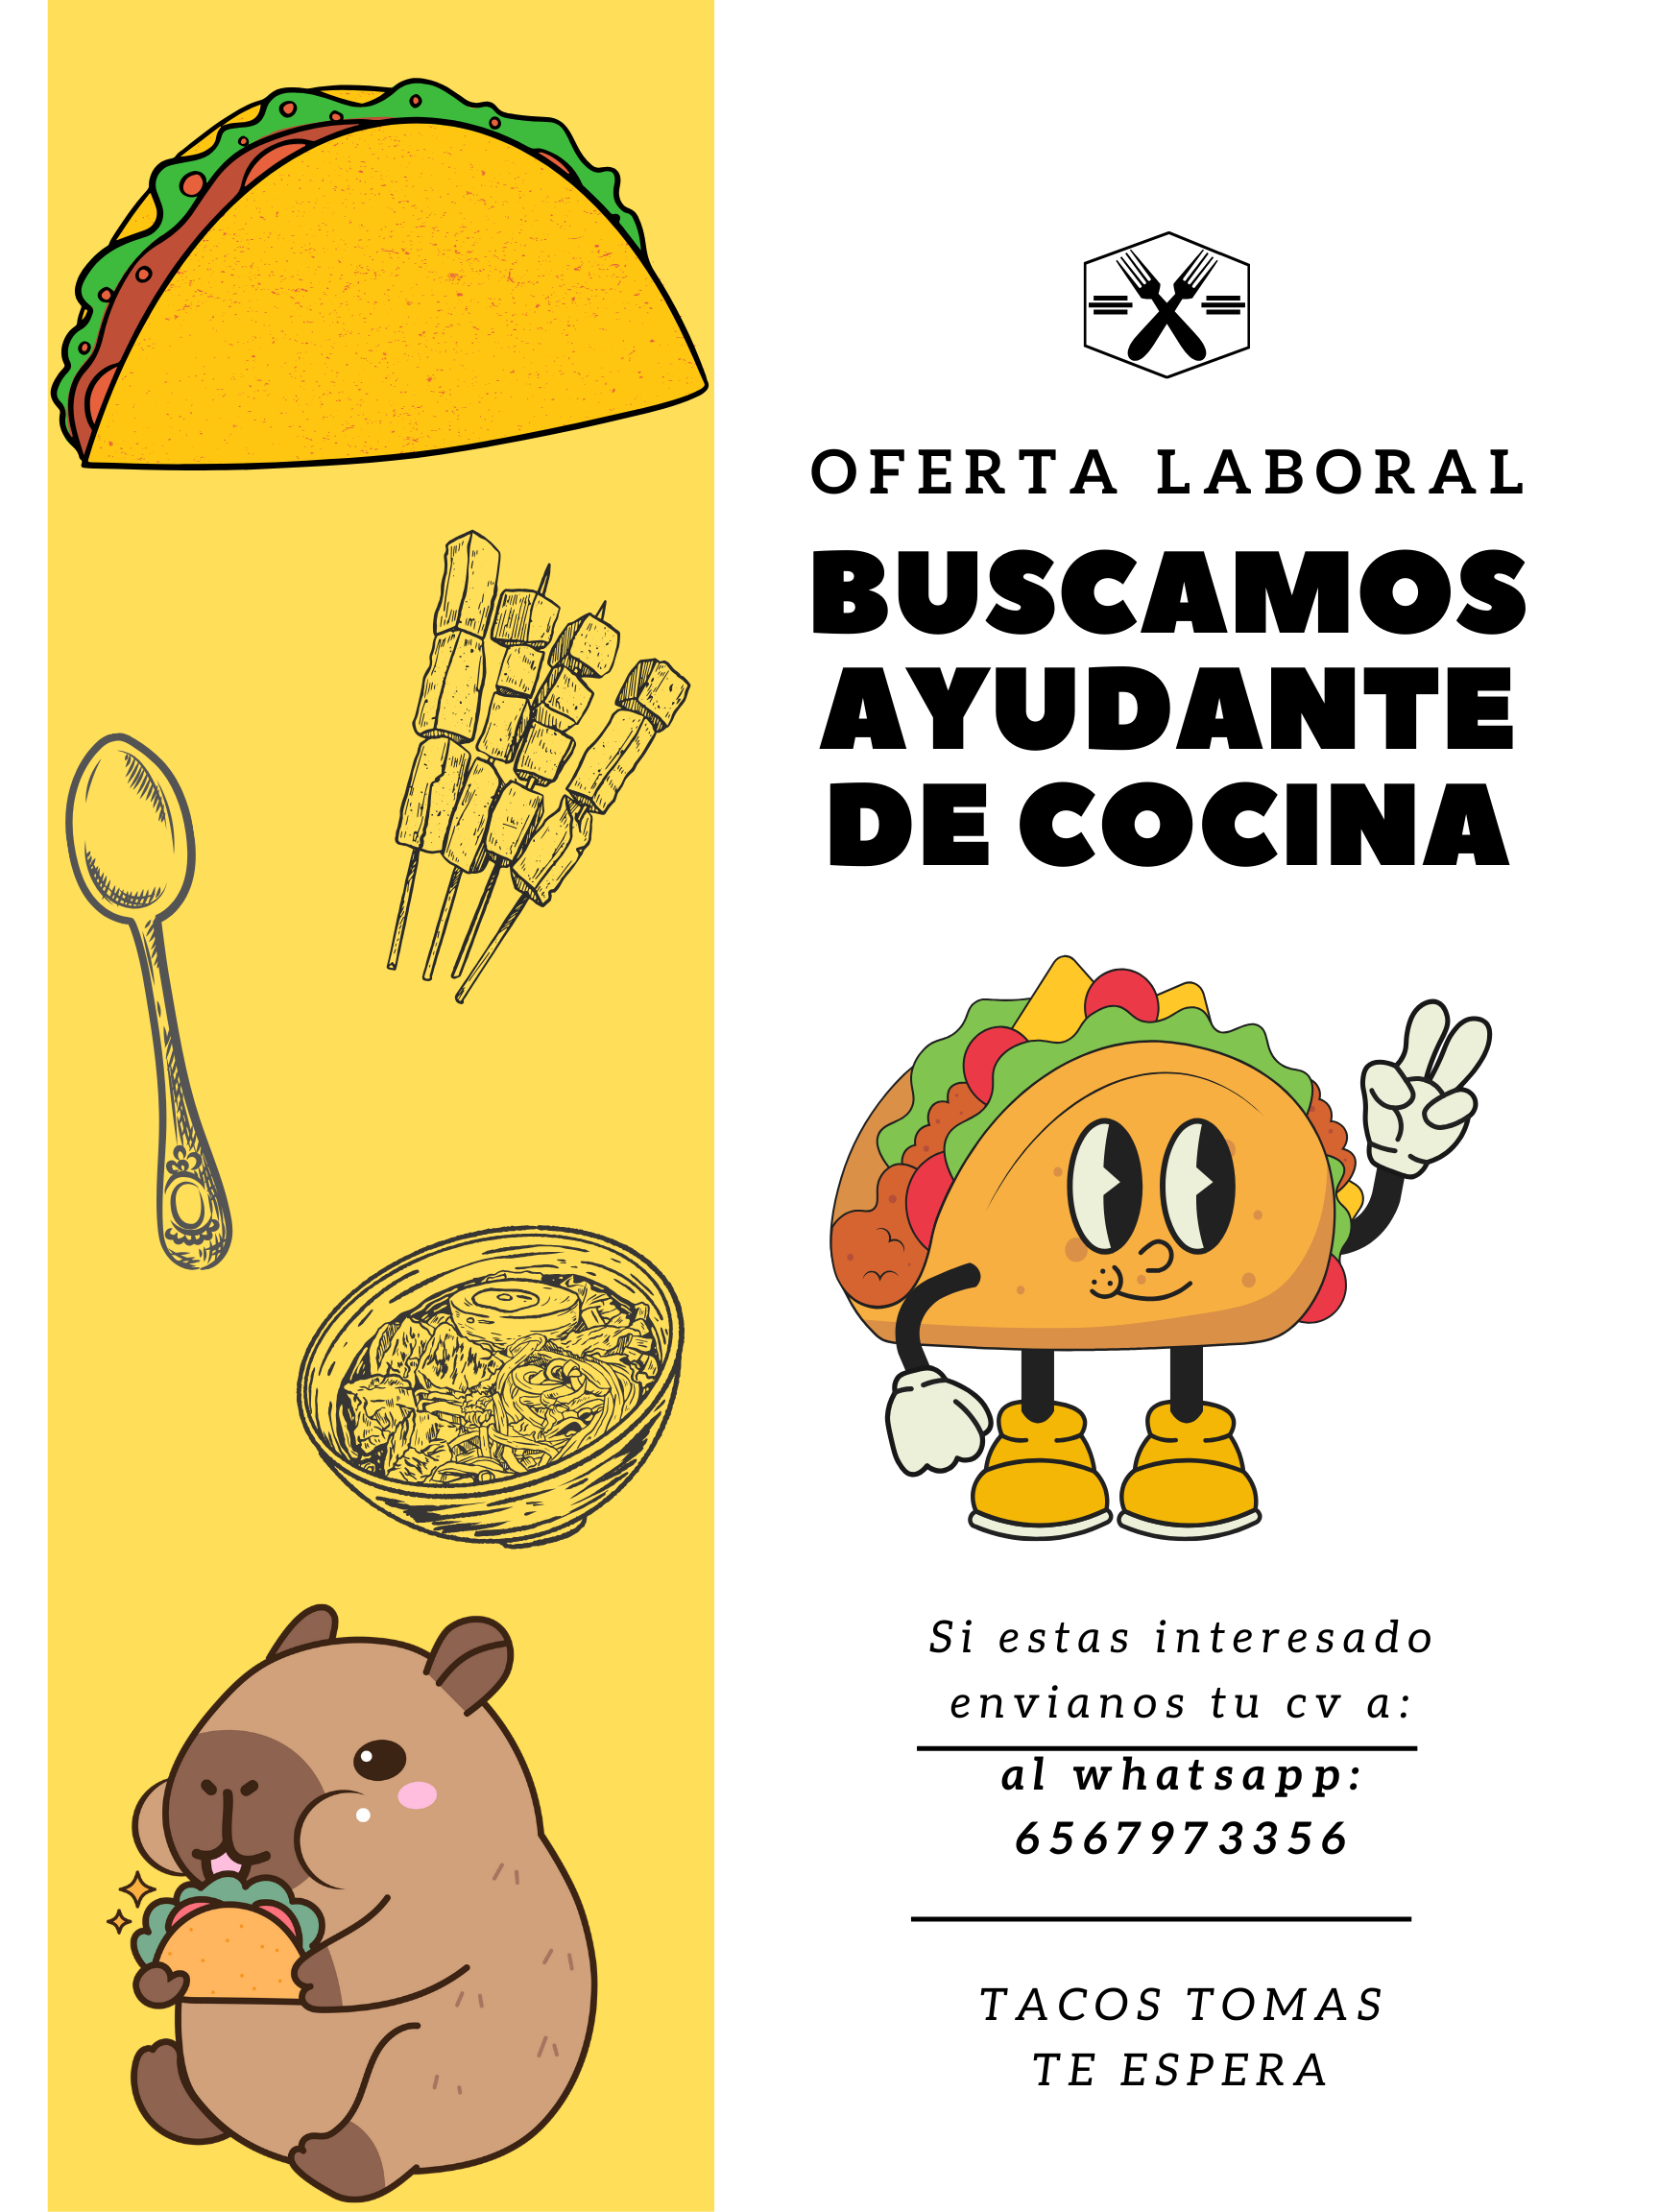 OFERTA LABORAL
BUSCAMOS
AYUDANTE
DE COCINA
Si estas interesado
envianos tu cv a:
al whatsapp:
6567973356
TACOS TOMAS
TE ESPERA